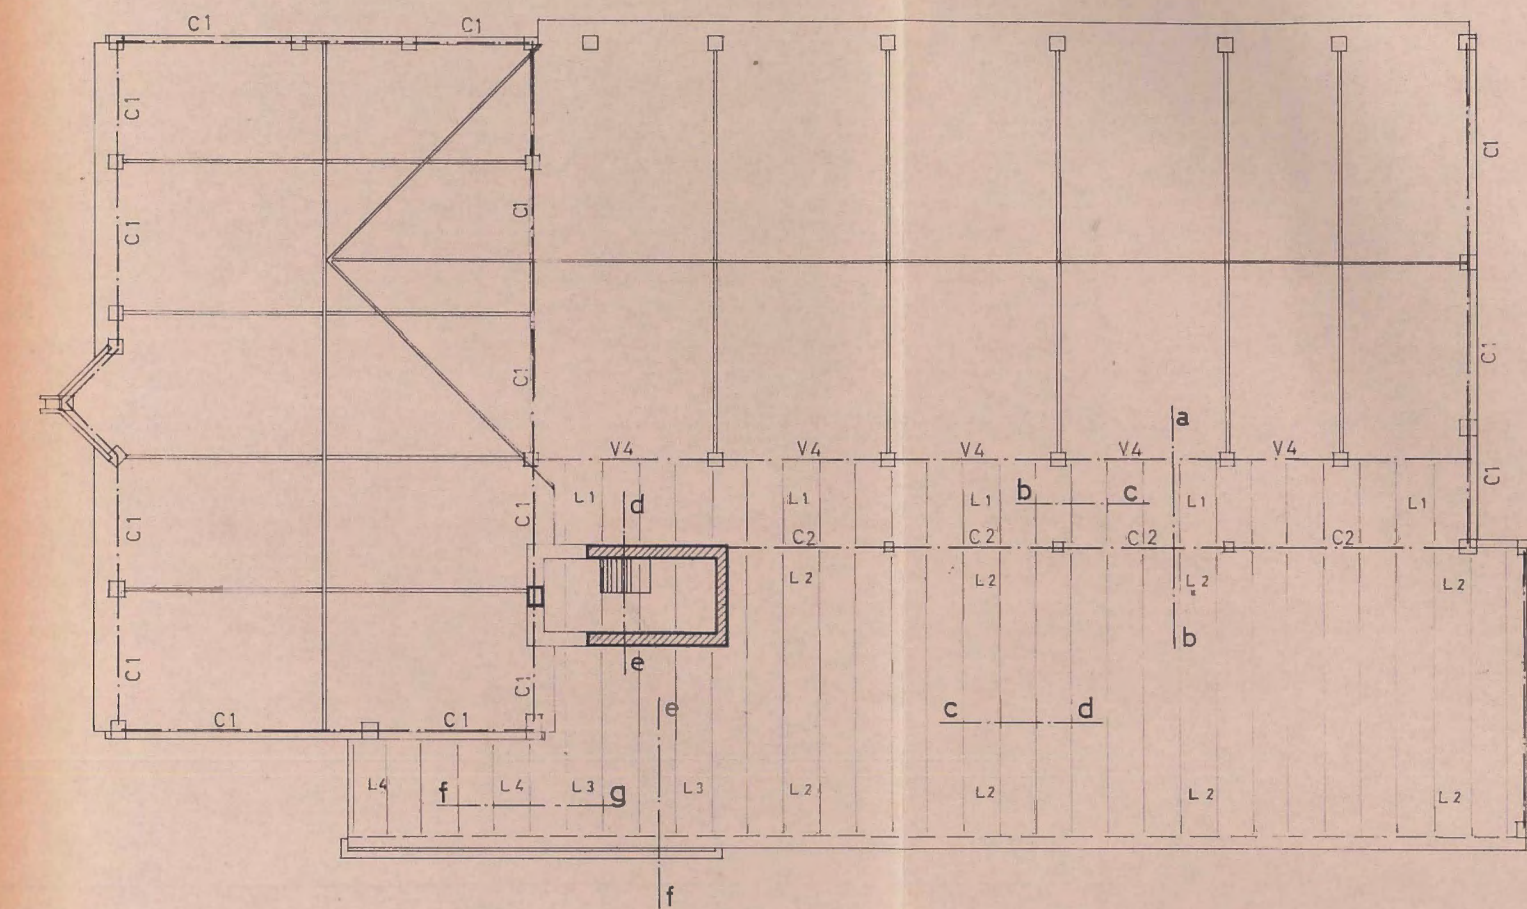 C1 C1
C1
C1
C1 C1
C1
C1 C1
a
V4 V4 V4 V4 V4
C1
L1 d L1 L1 b c L1 L1
C1 C1
C2 C2 C2 C2
L2 L2 L2 L2
b
e
C1 C1
e
C1 C1
c d
L4 f L4 L3 g L3 L2 L2 L2 L2
f